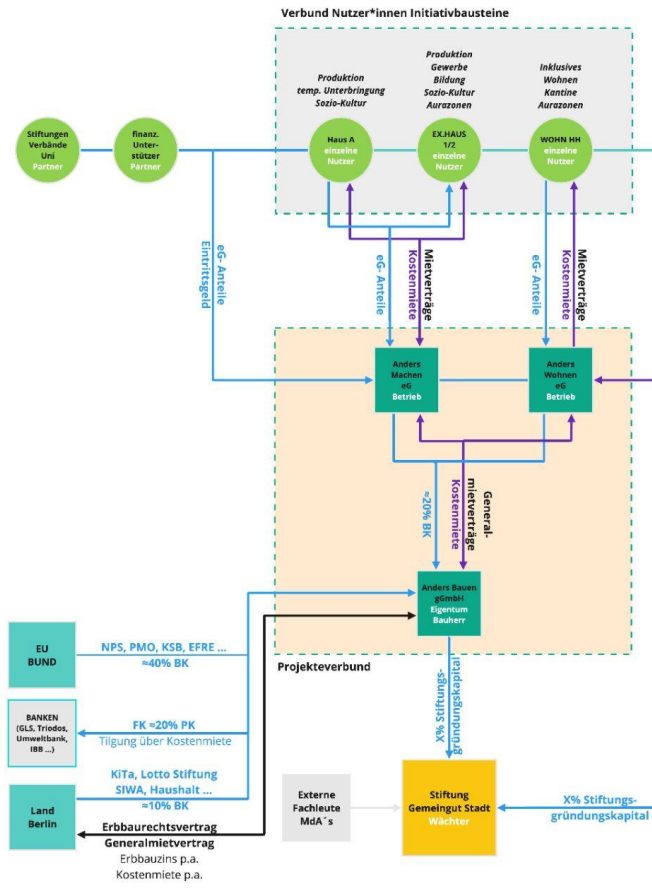 Verbund Nutzer*innen Initiativbausteine
Produktion
temp. Unterbringung
Sozio-Kultur
Produktion
Gewerbe
Bildung
Sozio-Kultur
Aurazonen
Inklusives
Wohnen
Kantine
Aurazonen
Stiftungen
Verbände
Uni
Partner
finanz.
Unter-
stützer
Partner
Haus A
einzelne
Nutzer
EX.HAUS
1/2
einzelne
Nutzer
WOHN HH
einzelne
Nutzer
eG- Anteile
Eintrittsgeld
eG- Anteile
Mietverträge
Kostenmiete
eG- Anteile
Mietverträge
Kostenmiete
Anders
Machen
eG
Betrieb
Anders
Wohnen
eG
Betrieb
≈20% BK
General-
mietverträge
Kostenmiete
Anders Bauen
gGmbH
Eigentum
Bauherr
Projekteverbund
EU
BUND
NPS, PMO, KSB, EFRE ...
≈40% BK
BANKEN
(GLS, Triodos,
Umweltbank,
IBB ...)
FK ≈20% PK
Tilgung über Kostenmiete
Land
Berlin
KiTa, Lotto Stiftung
SIWA, Haushalt ...
≈10% BK
Erbbaurechtsvertrag
Generalmietvertrag
Erbbauzins p.a.
Kostenmiete p.a.
X% Stiftungs-
gründungskapital
Externe
Fachleute
MdA´s
Stiftung
Gemeingut Stadt
Wächter
X% Stiftungs-
gründungskapital